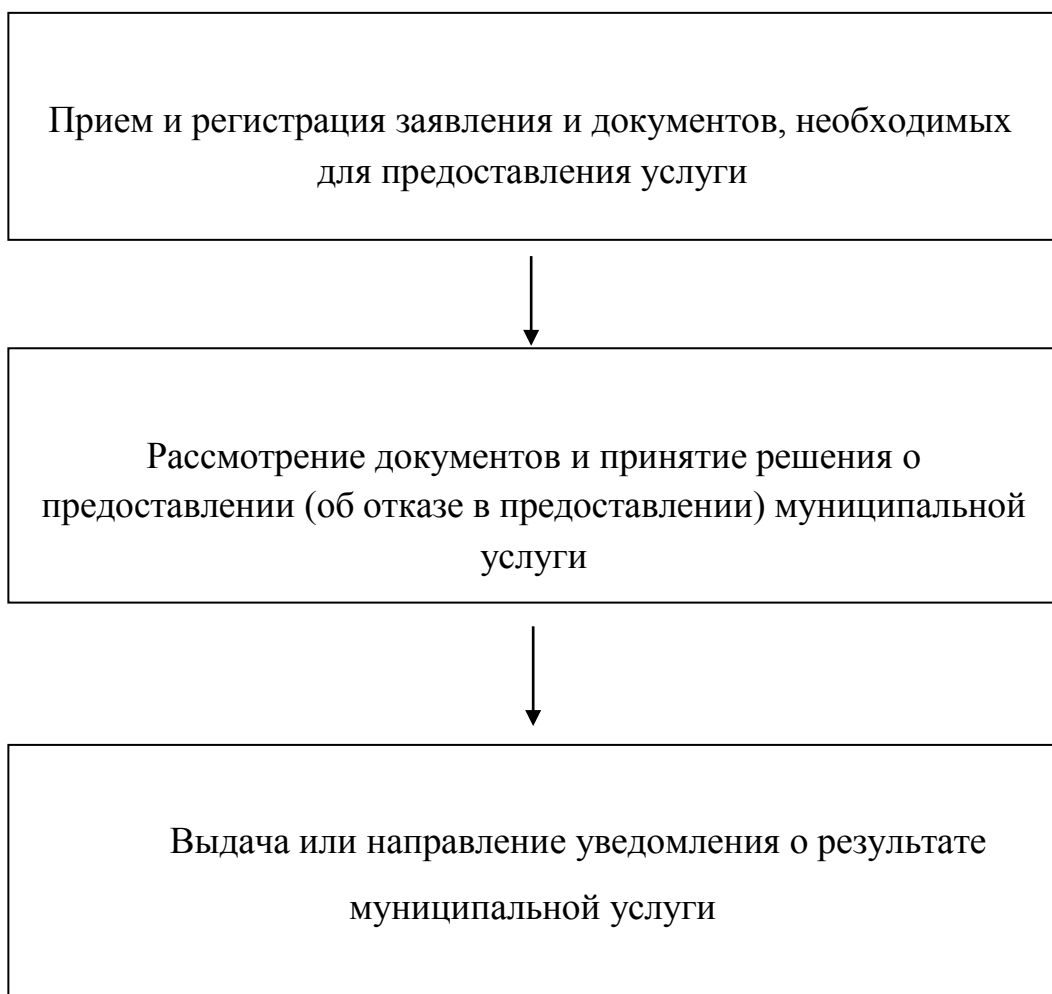 Прием и регистрация заявления и документов, необходимых
для предоставления услуги
Рассмотрение документов и принятие решения о
предоставлении (об отказе в предоставлении) муниципальной
услуги
Выдача или направление уведомления о результате
муниципальной услуги